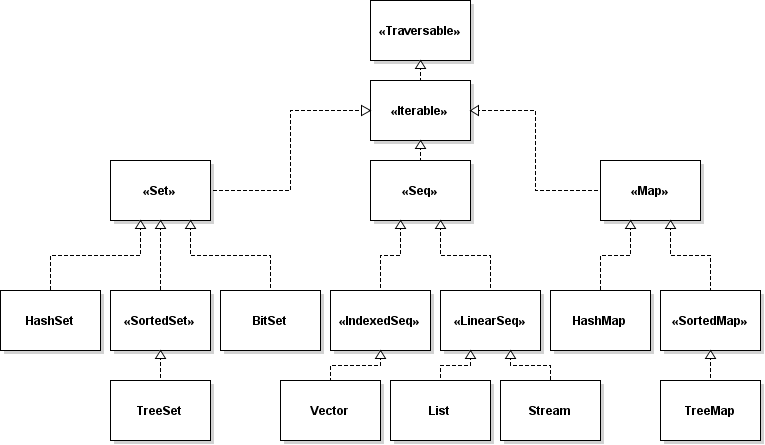 «Traversable»
«Iterable»
«Set»
«Seq»
«Map»
HashSet
«SortedSet»
BitSet
«IndexedSeq»
«LinearSeq»
HashMap
«SortedMap»
TreeSet
Vector
List
Stream
TreeMap